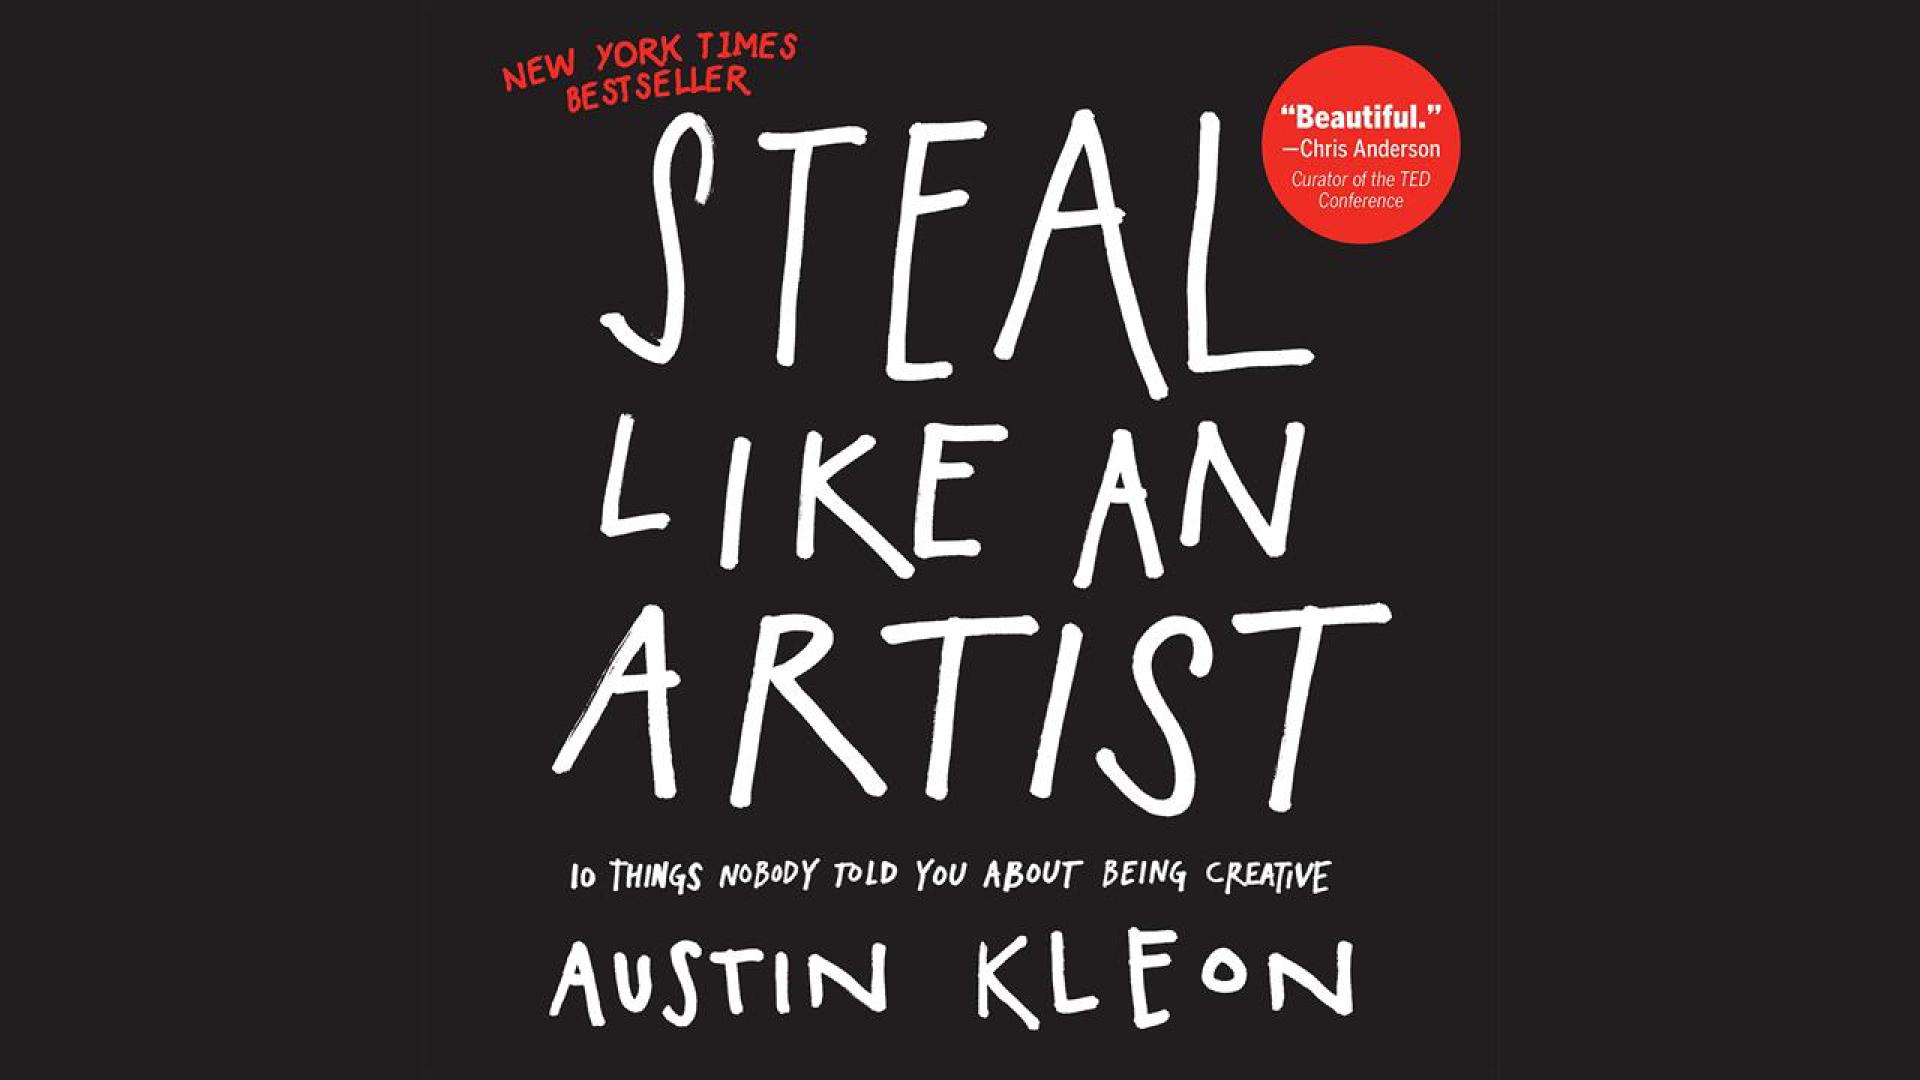 NEW YORK TIMES
BESTSELLER
“Beautiful.”
—Chris Anderson
Curator of the TED
Conference
STEAL
LIKE AN
ARTIST
10 THINGS NOBODY TOLD YOU ABOUT BEING CREATIVE
AUSTIN KLEON